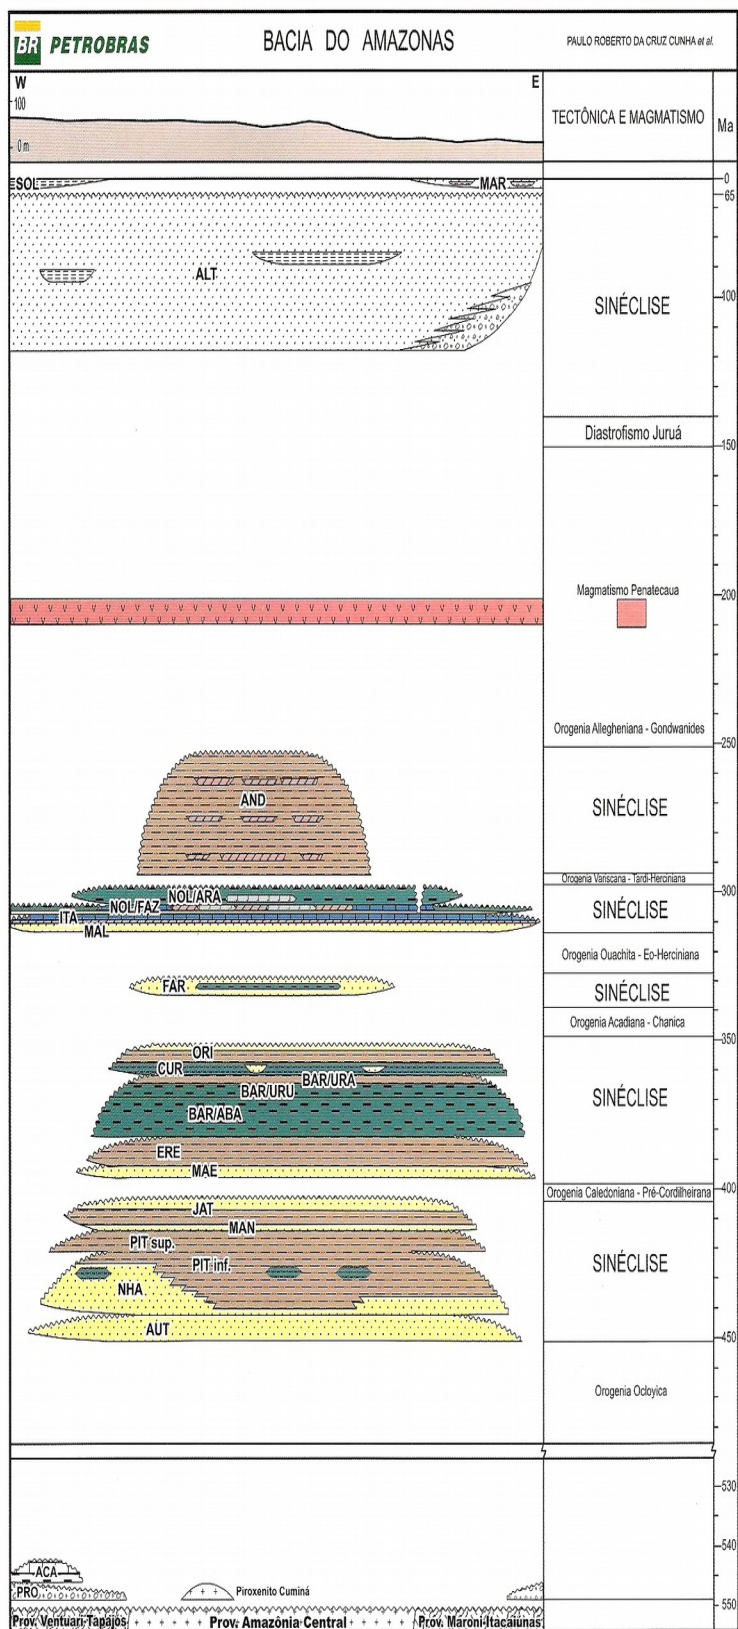 BR PETROBRAS
BACIA DO AMAZONAS
PAULO ROBERTO DA CRUZ CUNHA et al.
W
E
TECTÔNICA E MAGMATISMO
Ma
100
0 m
SOL
MAR
0
65
ALT
100
SINÉCLISE
Diastrofismo Juruá
150
Magmatismo Penatecaua
200
Orogenia Allegheniana - Gondwanides
250
AND
SINÉCLISE
Orogenia Variscana - Tardi-Herciniana
300
NOL/ARA
NOL/FAZ
ITA
MAL
SINÉCLISE
Orogenia Ouachita - Eo-Herciniana
FAR
SINÉCLISE
Orogenia Acadiana - Chanica
350
ORI
CUR
BAR/URA
BAR/URU
BAR/ABA
SINÉCLISE
ERE
MAE
400
Orogenia Caledoniana - Pré-Cordilheirana
JAT
MAN
PIT sup.
PIT inf.
SINÉCLISE
NHA
AUT
450
Orogenia Ocloyica
530
540
ACA
PRO
Piroxenito Cuminá
550
Prov. Ventuari-Tapajós
Prov. Amazônia Central
Prov. Maroni-Itacaiunas